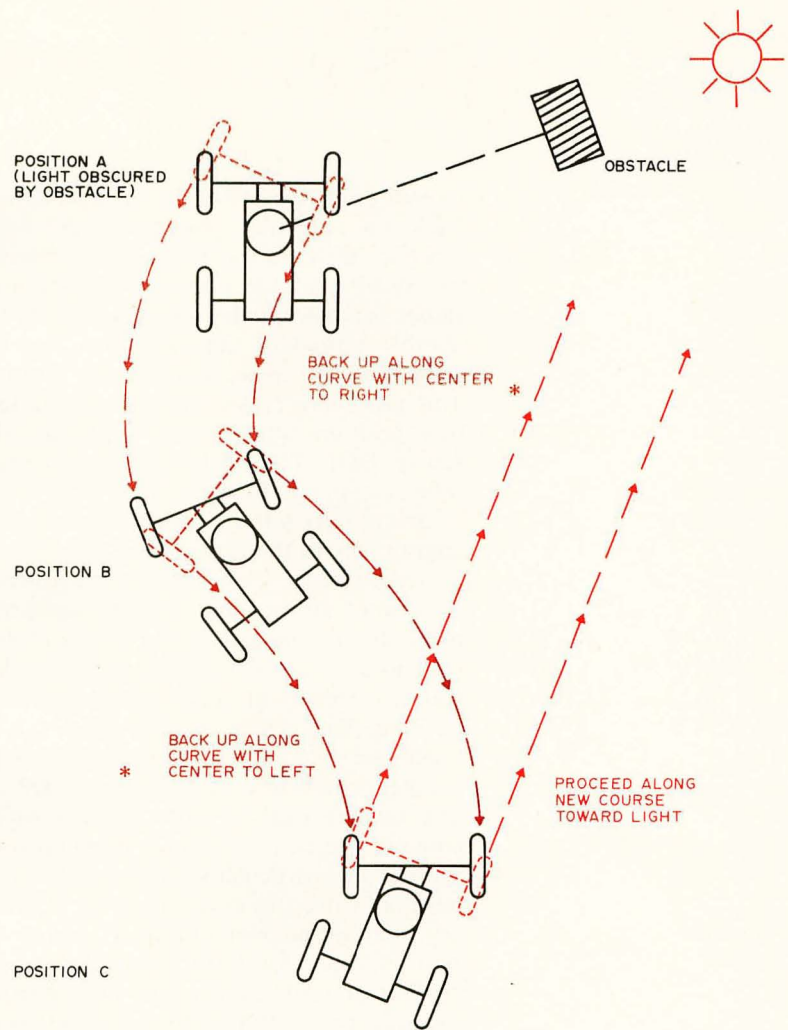 POSITION A
(LIGHT OBSCURED
BY OBSTACLE)
OBSTACLE
BACK UP ALONG
CURVE WITH CENTER
TO RIGHT *
POSITION B
BACK UP ALONG
CURVE WITH
* CENTER TO LEFT
PROCEED ALONG
NEW COURSE
TOWARD LIGHT
POSITION C